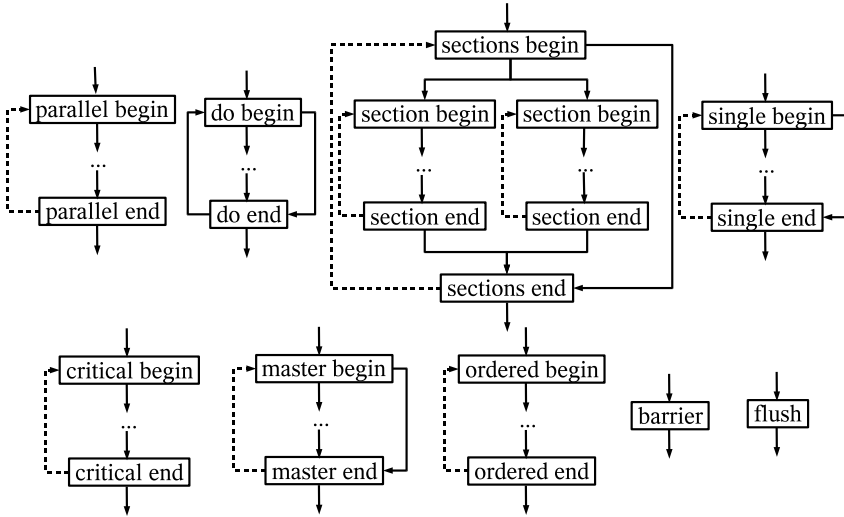 sections begin
parallel begin
do begin
section begin
section begin
single begin
...
...
...
...
...
parallel end
do end
section end
section end
single end
sections end
critical begin
master begin
ordered begin
barrier
flush
...
...
...
critical end
master end
ordered end